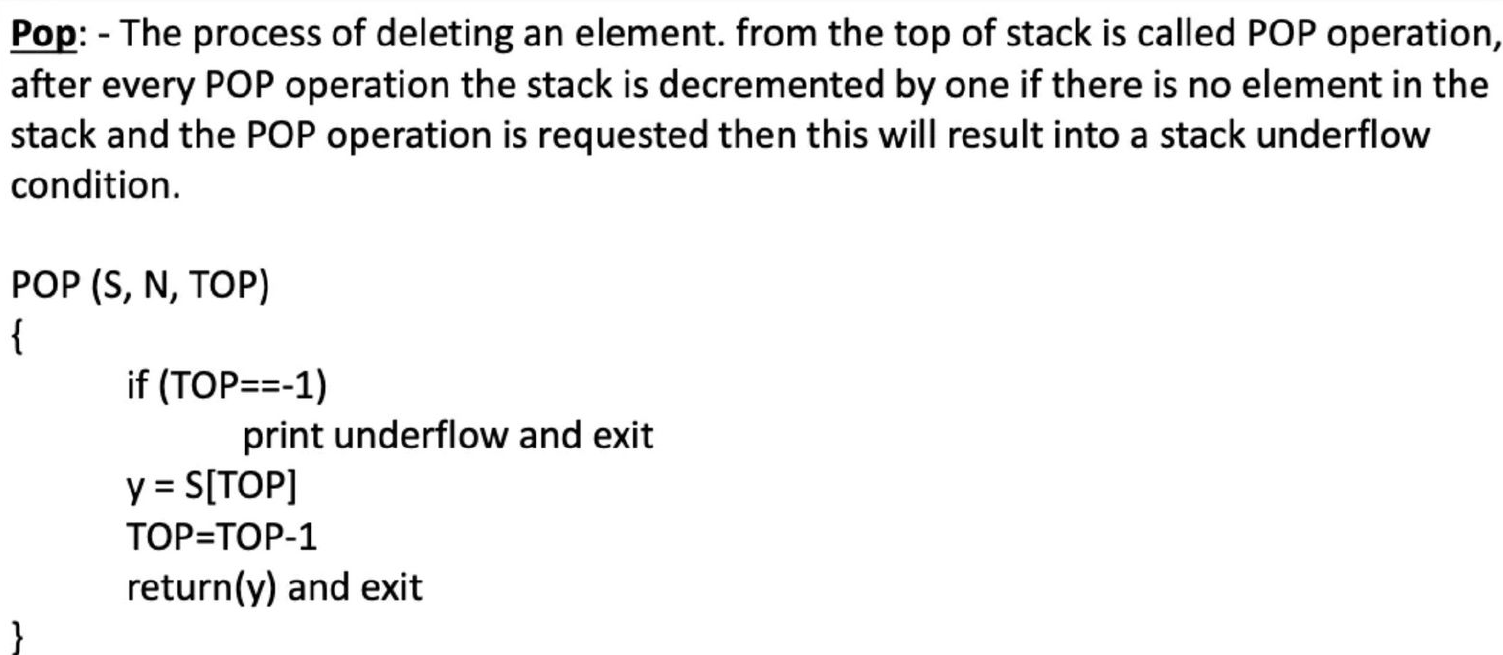 Pop: - The process of deleting an element. from the top of stack is called POP operation,
after every POP operation the stack is decremented by one if there is no element in the
stack and the POP operation is requested then this will result into a stack underflow
condition.
POP (S, N, TOP)
{
if (TOP==-1)
print underflow and exit
y = S[TOP]
TOP=TOP-1
return(y) and exit
}